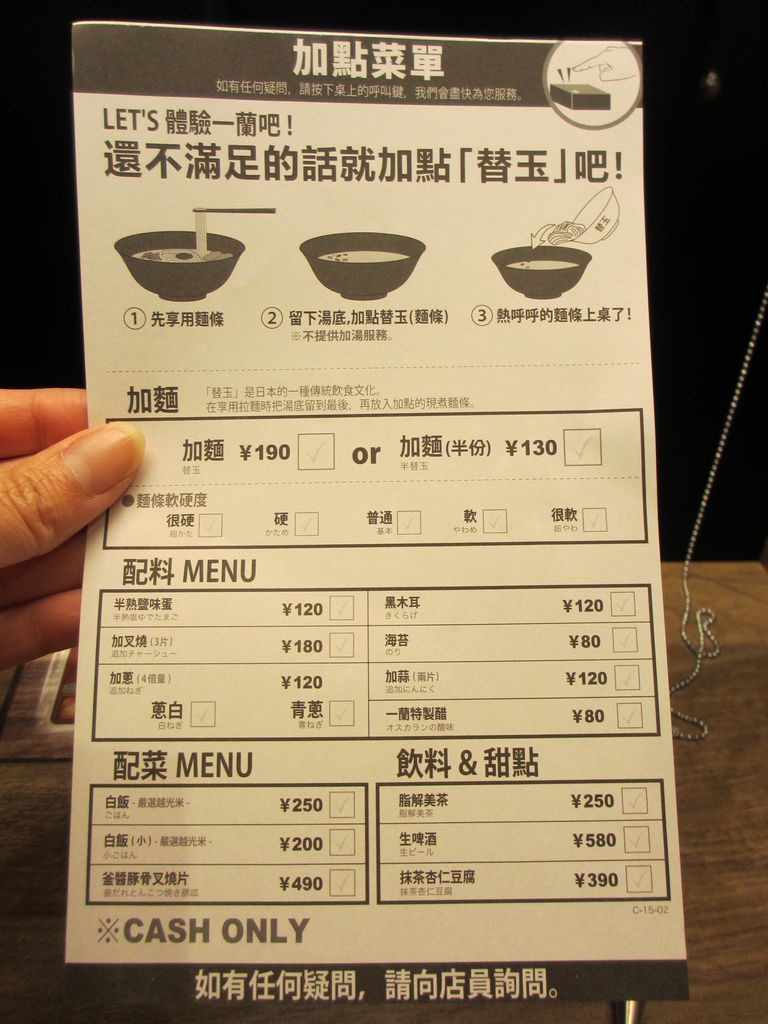 加點菜單
如有任何疑問，請按下桌上的呼叫鍵，我們會盡快為您服務。
LET'S 體驗一蘭吧！
還不滿足的話就加點「替玉」吧！
替玉
① 先享用麵條
② 留下湯底,加點替玉(麵條)
※不提供加湯服務。
③ 熱呼呼的麵條上桌了！
加麵
「替玉」是日本的一種傳統飲食文化。
在享用拉麵時把湯底留到最後，再放入加點的現煮麵條。
加麵 ¥190 or 加麵(半份) ¥130
替玉 半替玉
●麵條軟硬度
很硬 硬 普通 軟 很軟
超かた かため 基本 やわめ 超やわ
配料 MENU
半熟鹽味蛋 ¥120
半熟塩ゆでたまご
加叉燒 (3片) ¥180
追加チャーシュー
加蔥 (4倍量) ¥120
追加ねぎ
蔥白 青蔥
白ねぎ 青ねぎ
黑木耳 ¥120
きくらげ
海苔 ¥80
のり
加蒜 (兩片) ¥120
追加にんにく
一蘭特製醋 ¥80
オスカランの酸味
配菜 MENU
白飯 - 嚴選越光米 - ¥250
ごはん
白飯 (小) - 嚴選越光米 - ¥200
小ごはん
釜醬豚骨叉燒片 ¥490
釜だれとんこつ焼き豚皿
飲料 & 甜點
脂解美茶 ¥250
脂解美茶
生啤酒 ¥580
生ビール
抹茶杏仁豆腐 ¥390
抹茶杏仁豆腐
C-15-02
※CASH ONLY
如有任何疑問，請向店員詢問。